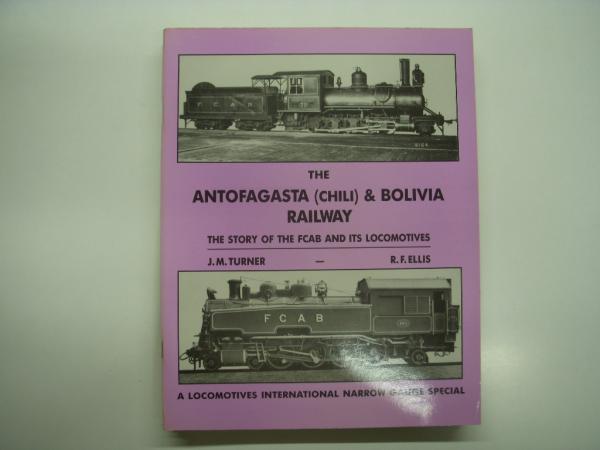 F C A B
THE
ANTOFAGASTA (CHILI) & BOLIVIA
RAILWAY
THE STORY OF THE FCAB AND ITS LOCOMOTIVES
J.M.TURNER — R.F.ELLIS
F C A B
A LOCOMOTIVES INTERNATIONAL NARROW GAUGE SPECIAL